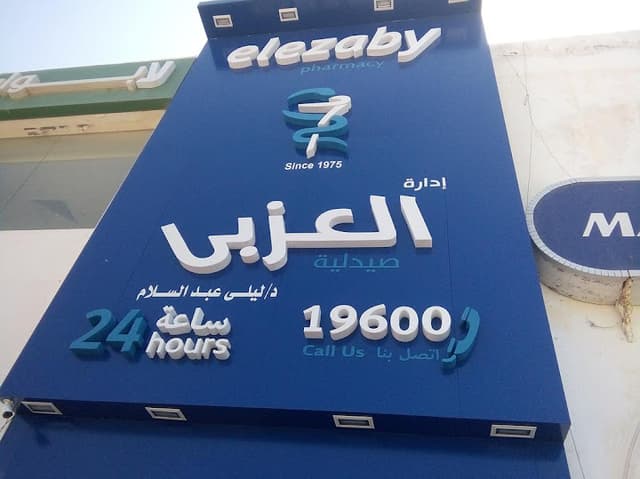 elezaby
pharmacy
Since 1975
إدارة
العزبى
صيدلية
د/ليلى عبد السلام
24 ساعة
hours
19600
Call Us اتصل بنا